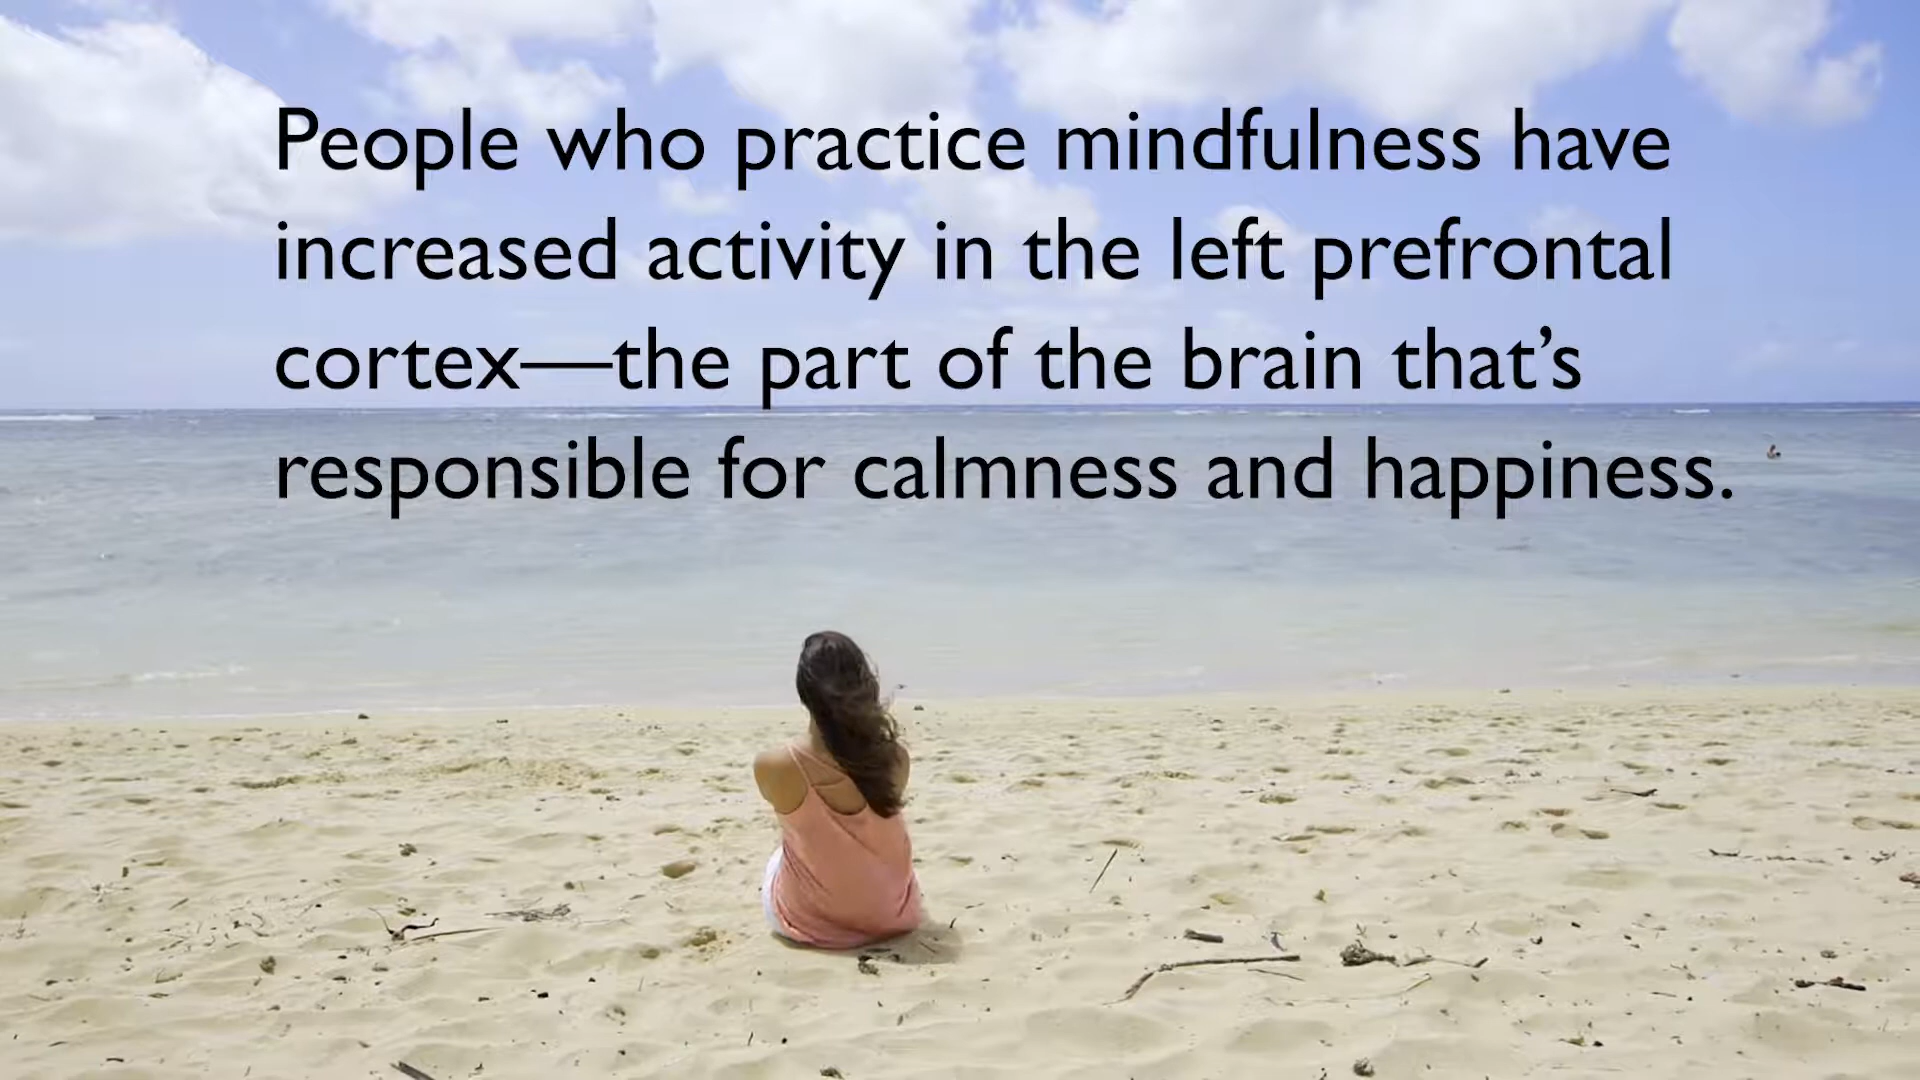 People who practice mindfulness have
increased activity in the left prefrontal
cortex—the part of the brain that’s
responsible for calmness and happiness.